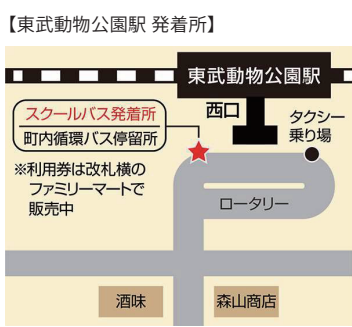 【東武動物公園駅 発着所】
東武動物公園駅
西口
タクシー
乗り場
スクールバス発着所
町内循環バス停留所
※利用券は改札横の
ファミリーマートで
販売中
ロータリー
酒味
森山商店